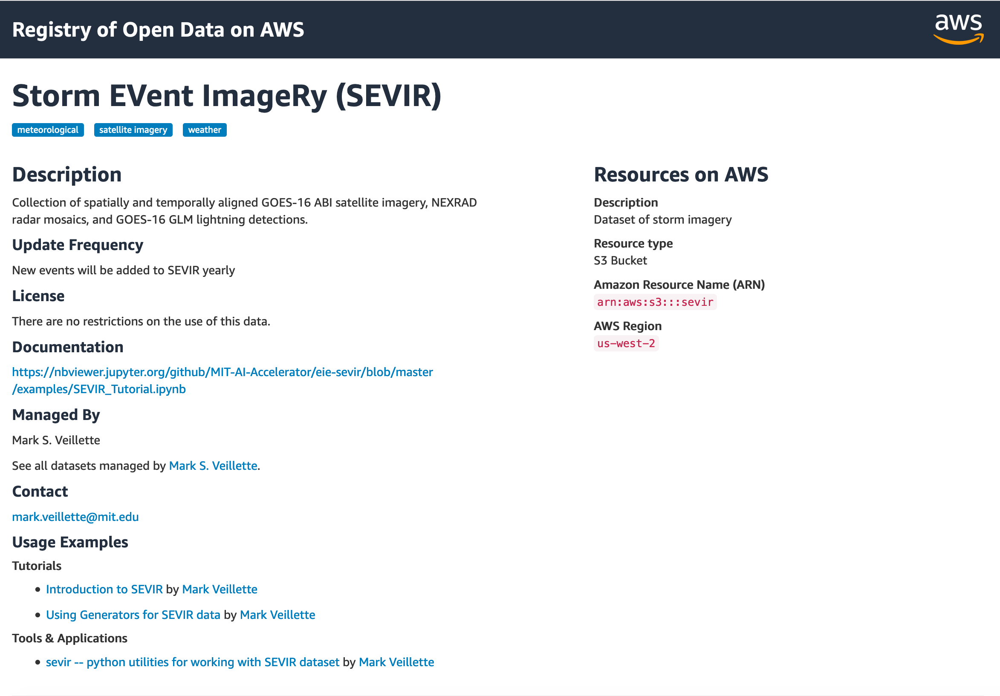 Registry of Open Data on AWS
aws
Storm EVent ImageRy (SEVIR)
meteorological satellite imagery weather
Description
Collection of spatially and temporally aligned GOES-16 ABI satellite imagery, NEXRAD
radar mosaics, and GOES-16 GLM lightning detections.
Update Frequency
New events will be added to SEVIR yearly
License
There are no restrictions on the use of this data.
Documentation
https://nbviewer.jupyter.org/github/MIT-AI-Accelerator/eie-sevir/blob/master
/examples/SEVIR_Tutorial.ipynb
Managed By
Mark S. Veillette
See all datasets managed by Mark S. Veillette.
Contact
mark.veillette@mit.edu
Usage Examples
Tutorials
• Introduction to SEVIR by Mark Veillette
• Using Generators for SEVIR data by Mark Veillette
Tools & Applications
• sevir -- python utilities for working with SEVIR dataset by Mark Veillette
Resources on AWS
Description
Dataset of storm imagery
Resource type
S3 Bucket
Amazon Resource Name (ARN)
arn:aws:s3:::sevir
AWS Region
us-west-2